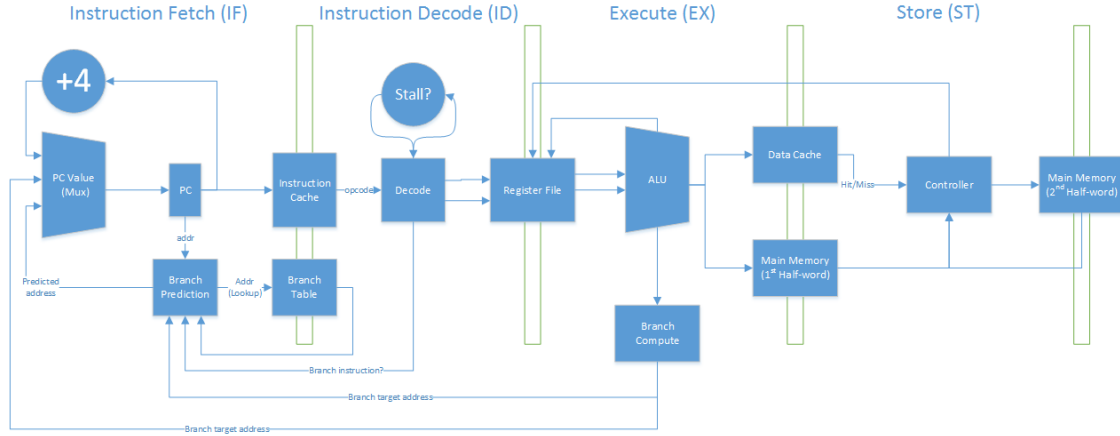 Instruction Fetch (IF)
Instruction Decode (ID)
Execute (EX)
Store (ST)
+4
Stall?
PC Value
(Mux)
PC
Instruction
Cache
opcode
Decode
Register File
ALU
Data Cache
Hit/Miss
Controller
Main Memory
(2nd Half-word)
addr
Predicted
address
Branch
Prediction
Addr
(Lookup)
Branch
Table
Main Memory
(1st Half-word)
Branch
Compute
Branch instruction?
Branch target address
Branch target address